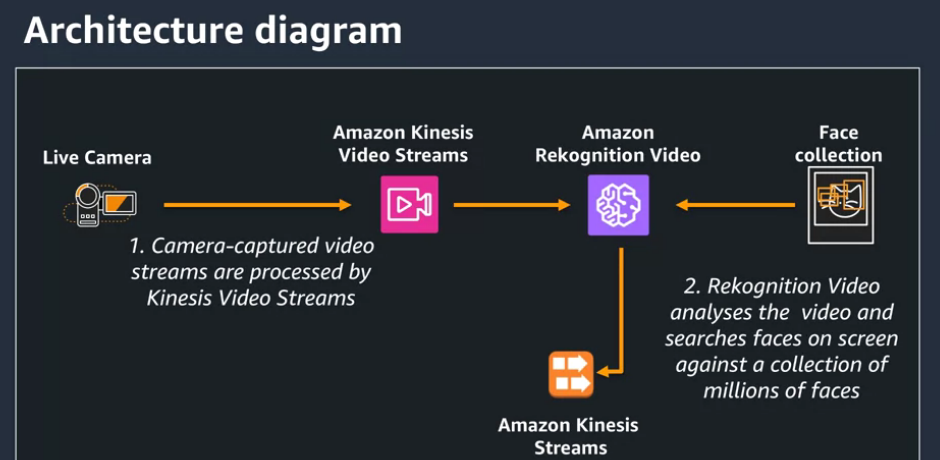 Architecture diagram
Live Camera
Amazon Kinesis
Video Streams
Amazon
Rekognition Video
Face
collection
1. Camera-captured video
streams are processed by
Kinesis Video Streams
2. Rekognition Video
analyses the video and
searches faces on screen
against a collection of
millions of faces
Amazon Kinesis
Streams